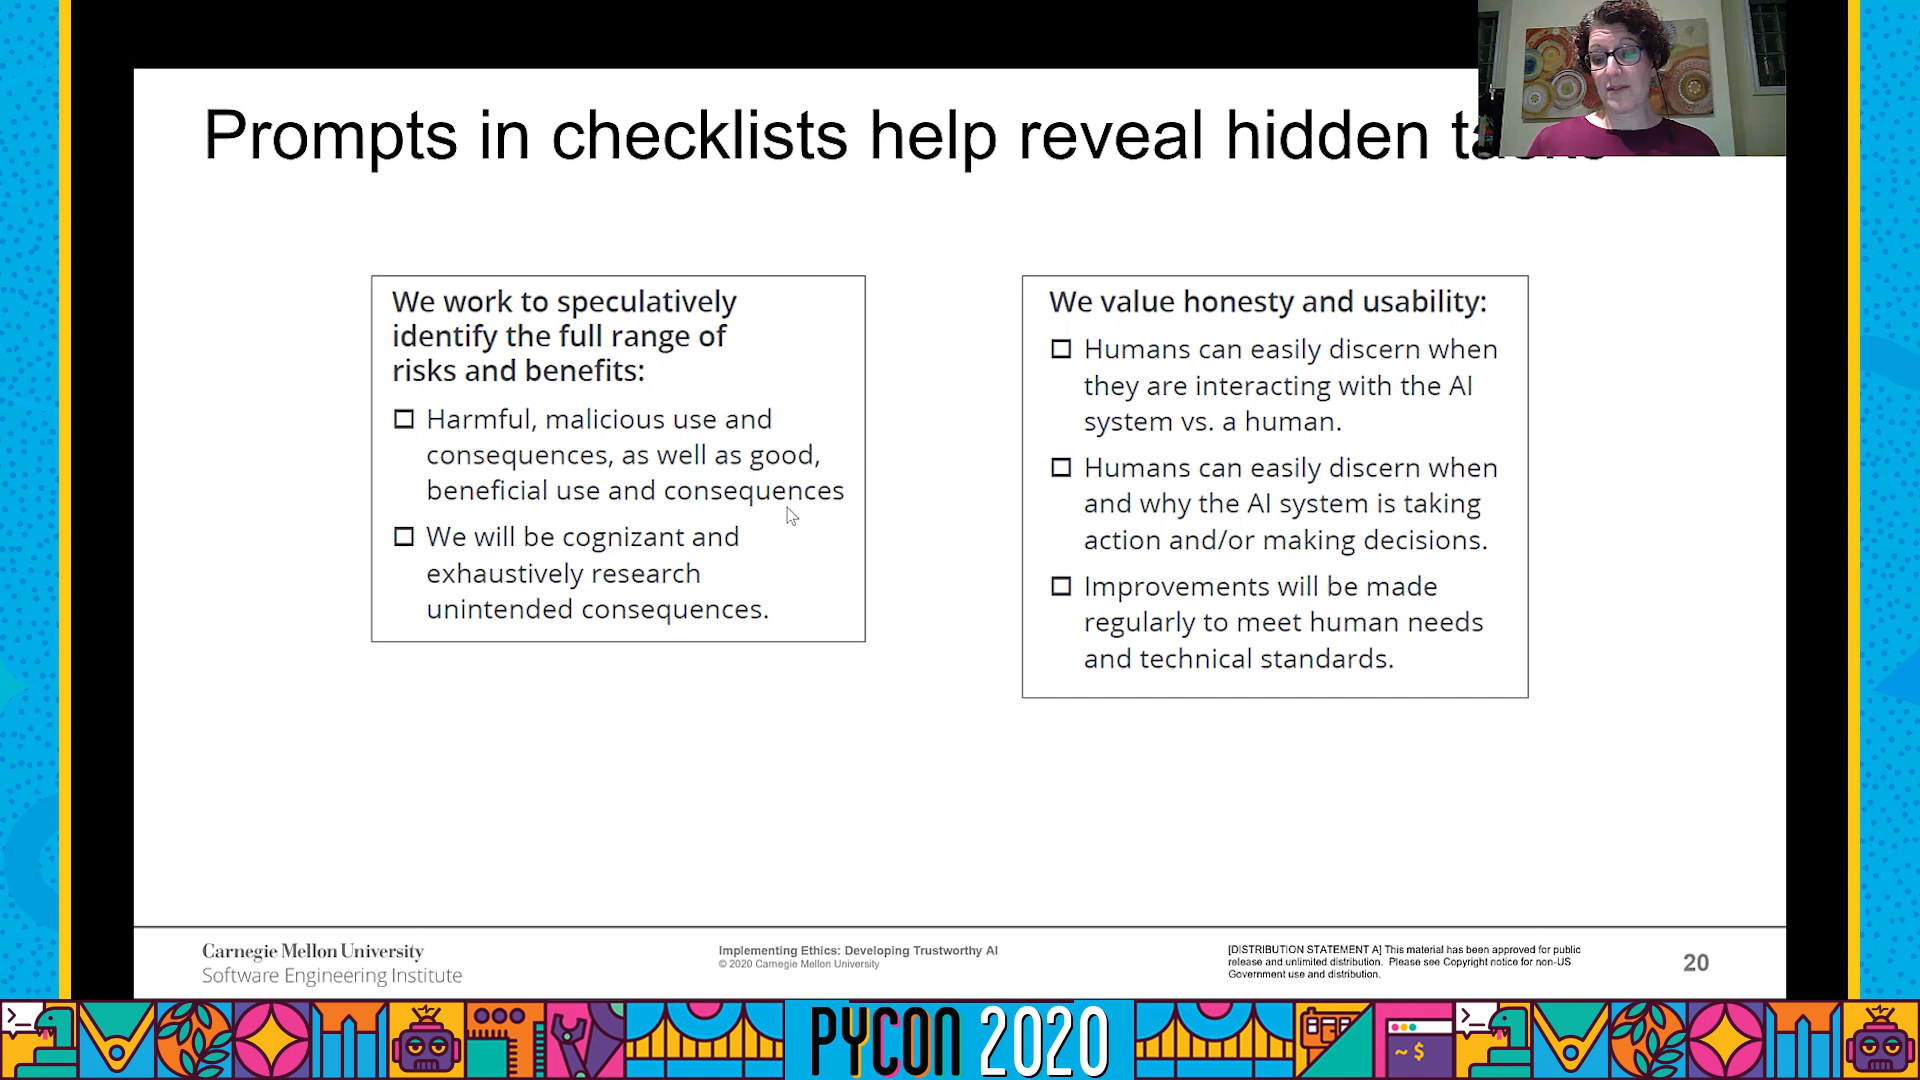 Prompts in checklists help reveal hidden
We work to speculatively
identify the full range of
risks and benefits:
Harmful, malicious use and
consequences, as well as good,
beneficial use and consequences
We will be cognizant and
exhaustively research
unintended consequences.
We value honesty and usability:
Humans can easily discern when
they are interacting with the AI
system vs. a human.
Humans can easily discern when
and why the AI system is taking
action and/or making decisions.
Improvements will be made
regularly to meet human needs
and technical standards.
Carnegie Mellon University
Software Engineering Institute
Implementing Ethics: Developing Trustworthy AI
© 2020 Carnegie Mellon University
[DISTRIBUTION STATEMENT A] This material has been approved for public
release and unlimited distribution. Please see Copyright notice for non-US
Government use and distribution.
20
PYCON 2020
~ $